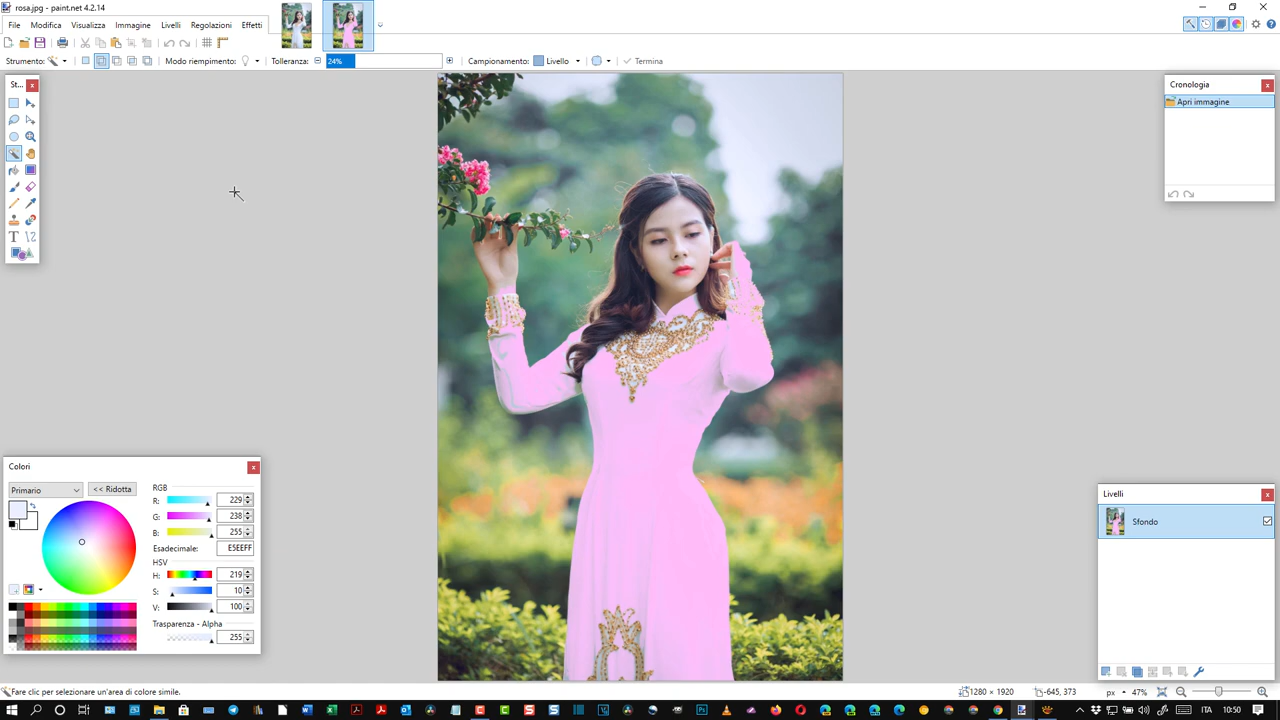 rosa.jpg - paint.net 4.2.14
File Modifica Visualizza Immagine Livelli Regolazioni Effetti
Strumento: Modo riempimento: Tolleranza: 24% Campionamento: Livello Termina
St...
Cronologia
Apri immagine
Colori
Primario << Ridotta
RGB
R: 229
G: 238
B: 255
Esadecimale: E5EEFF
HSV
H: 219
S: 10
V: 100
Trasparenza - Alpha
255
Livelli
Sfondo
Fare clic per selezionare un'area di colore simile. 1280 × 1920 -645, 373 px 47%
ITA 10:50